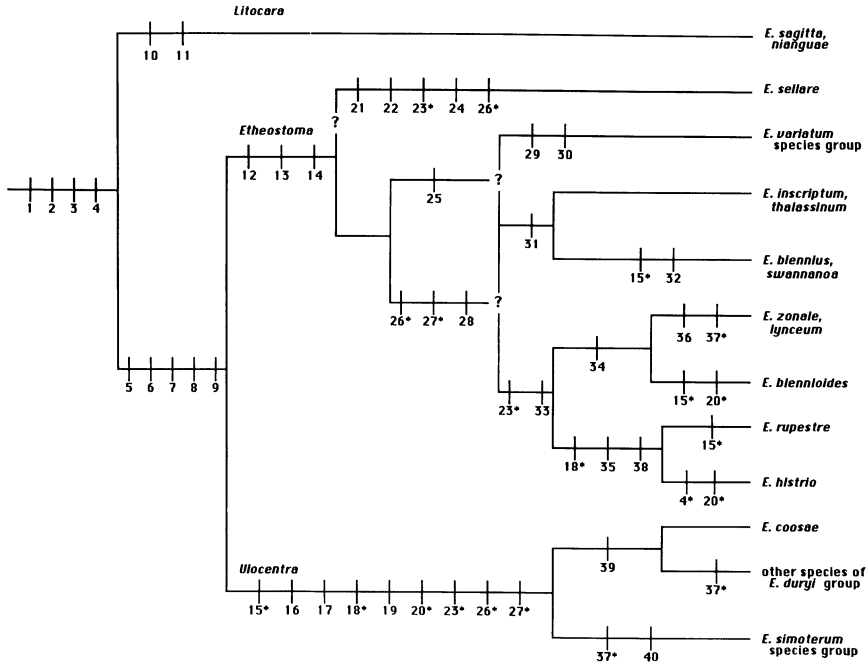 Litocara
E. sagitta,
nianguae
10 11
E. sellare
21 22 23* 24 26*
?
Etheostoma
E. variatum
species group
29 30
12 13 14
?
25
1 2 3 4
E. inscriptum,
thalassinum
31
E. blennius,
swannanoa
15* 32
?
26* 27* 28
E. zonale,
lynceum
36 37*
34
5 6 7 8 9
E. blennioides
15* 20*
23* 33
E. rupestre
15*
18* 35 38
E. histrio
4* 20*
E. coosae
39
Ulocentra
other species of
E. duryi group
37*
15* 16 17 18* 19 20* 23* 26* 27*
E. simoterum
species group
37* 40